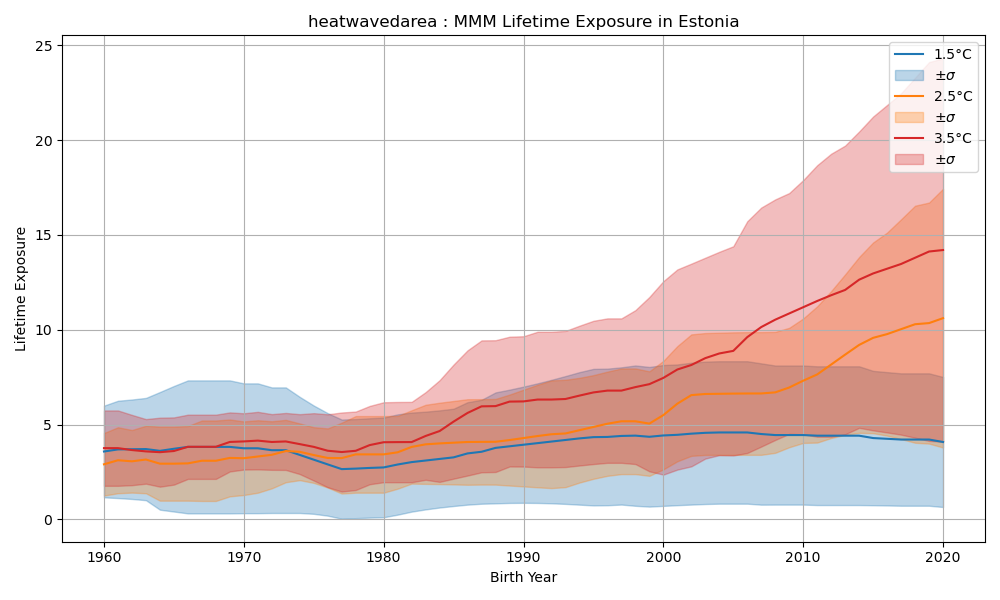 heatwavedarea : MMM Lifetime Exposure in Estonia
25
20
15
10
5
0
Lifetime Exposure
1.5°C
±σ
2.5°C
±σ
3.5°C
±σ
1960 1970 1980 1990 2000 2010 2020
Birth Year